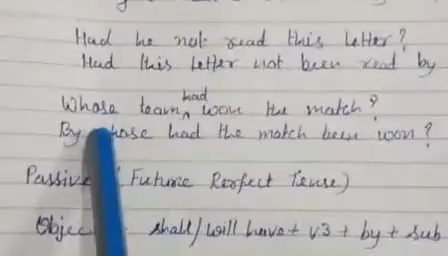 Had he not read this letter?
Had this letter not been read by
Whose team had won the match?
By whose had the match been won?
Passive (Future Perfect Tense)
Objec shall/will have + v3 + by + sub